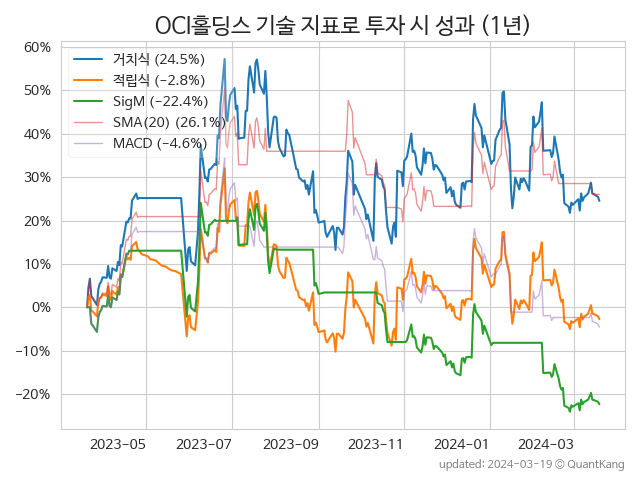 OCI홀딩스 기술 지표로 투자 시 성과 (1년)
60%
50%
40%
30%
20%
10%
0%
−10%
−20%
거치식 (24.5%)
적립식 (−2.8%)
SigM (−22.4%)
SMA(20) (26.1%)
MACD (−4.6%)
2023-05 2023-07 2023-09 2023-11 2024-01 2024-03
updated: 2024-03-19 ⓒ QuantKang